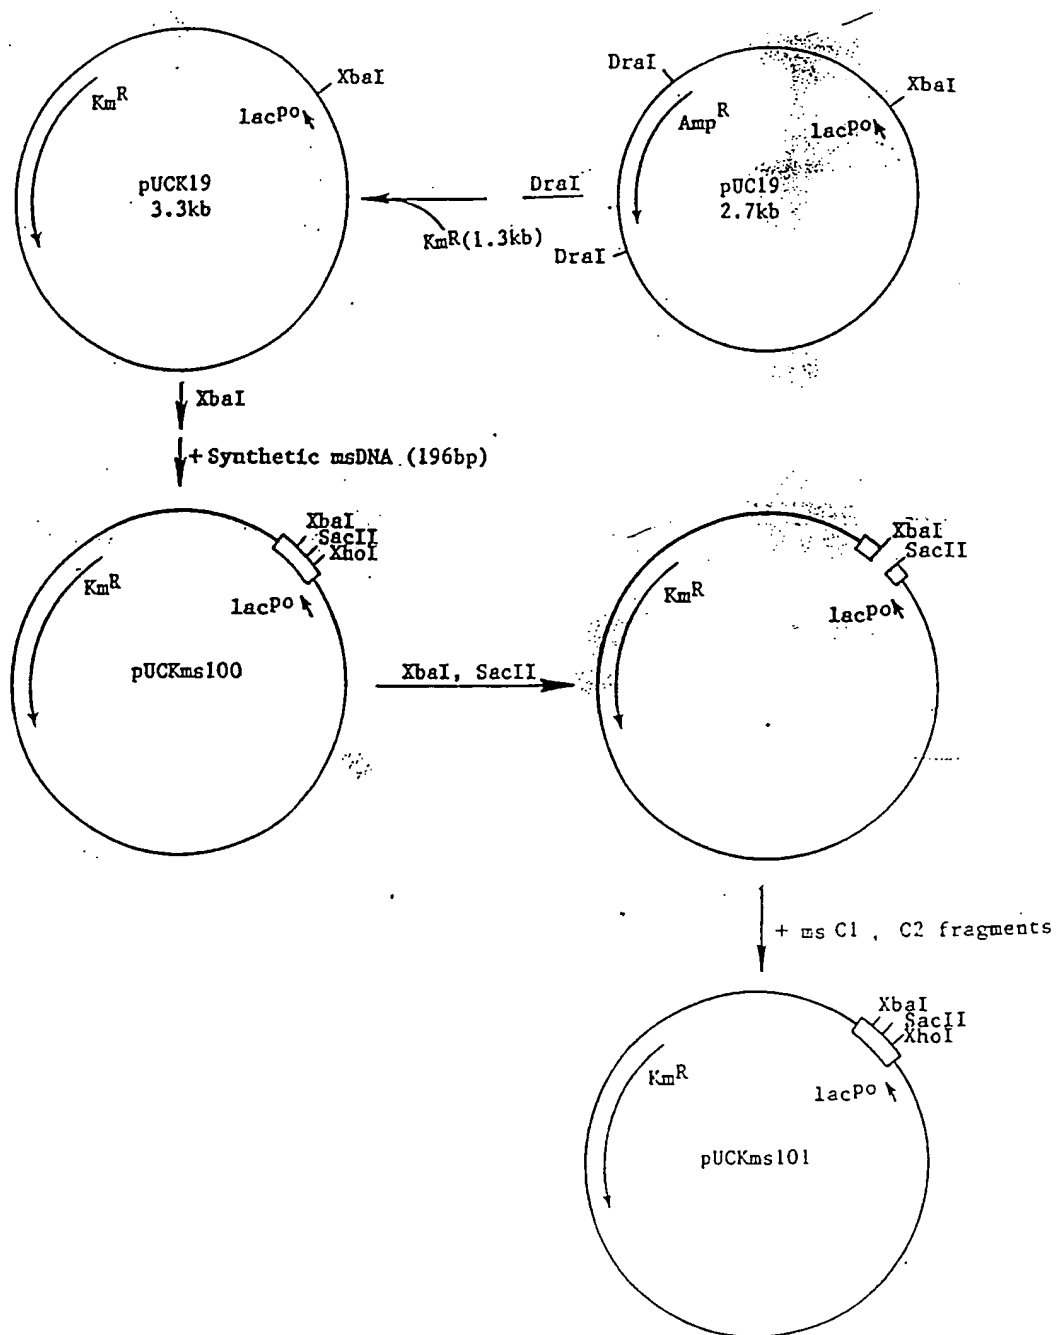 XbaI
KmR
lacpo
pUCK19
3.3kb
DraI
KmR(1.3kb)
DraI
XbaI
AmpR
lacpo
pUC19
2.7kb
DraI
XbaI
+ Synthetic msDNA (196bp)
XbaI
SacII
XhoI
KmR
lacpo
pUCKms100
XbaI, SacII
XbaI
SacII
KmR
lacpo
+ ms C1 , C2 fragments
XbaI
SacII
XhoI
KmR
lacpo
pUCKms101